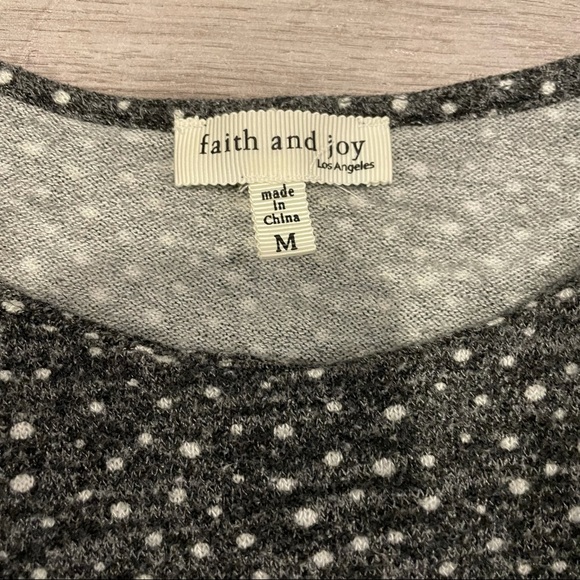 faith and joy
Los Angeles
made
in
China
M